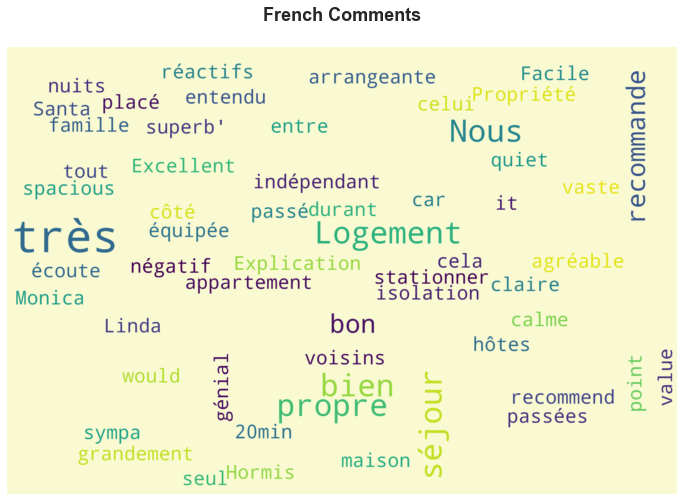 French Comments
réactifs
arrangeante
Facile
nuits
placé
entendu
celui
Propriété
recommande
Santa
famille
superb'
entre
Nous
tout
Excellent
quiet
spacious
indépendant
vaste
côté
passé
durant
car
it
très
équipée
Logement
écoute
négatif
Explication
cela
agréable
appartement
stationner
Monica
isolation
claire
Linda
bon
calme
voisins
hôtes
would
génial
bien
point
value
propre
séjour
recommend
passées
sympa
20min
grandement
maison
seul
Hormis